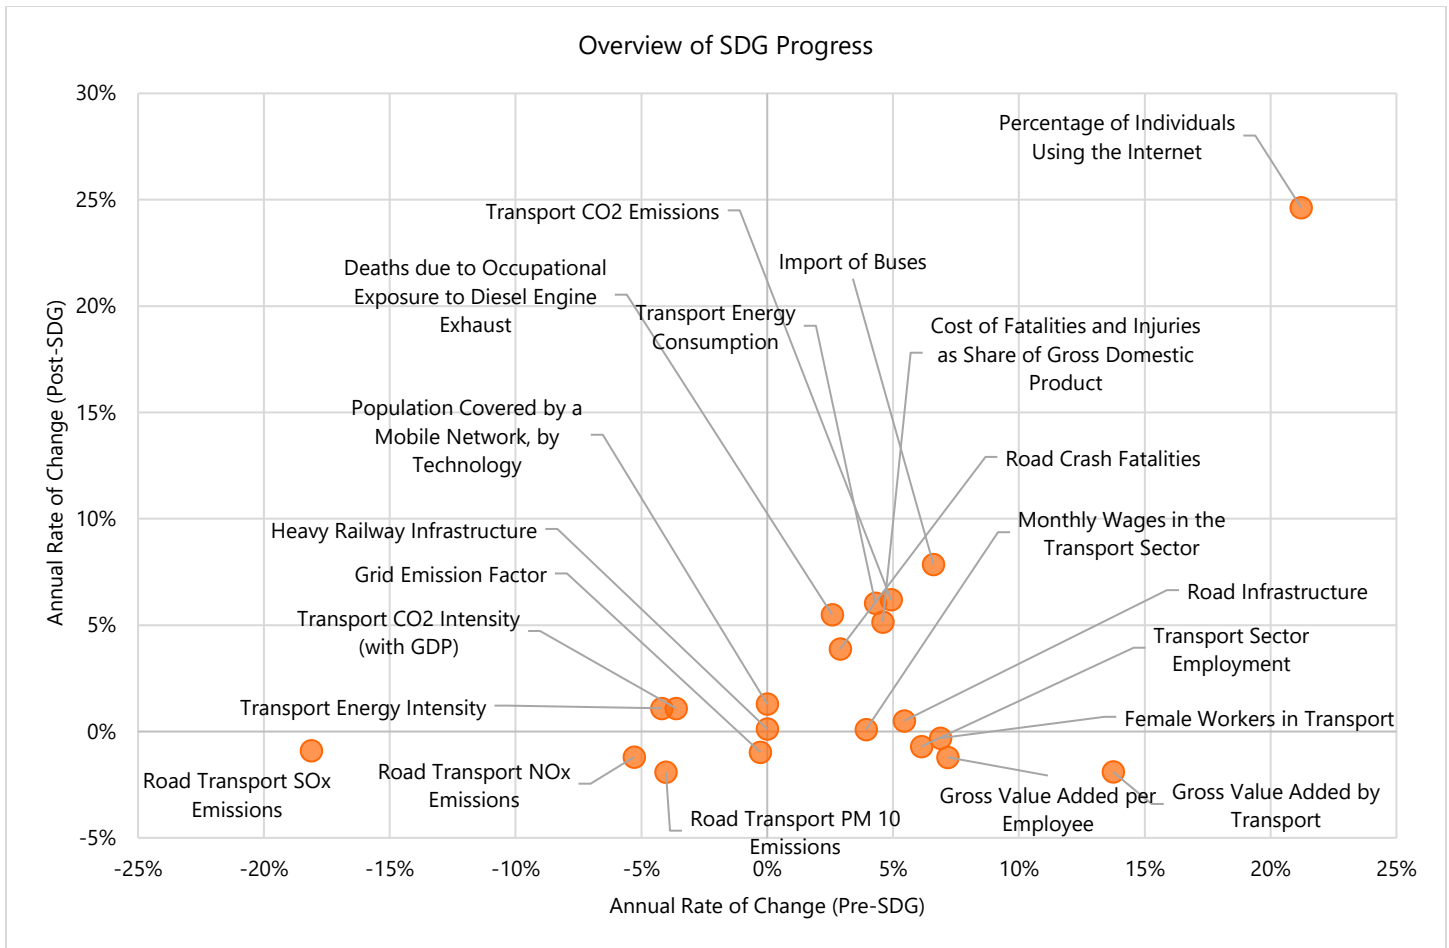 Overview of SDG Progress
30%
25%
20%
15%
10%
5%
0%
-5%
Annual Rate of Change (Post-SDG)
Percentage of Individuals
Using the Internet
Transport CO2 Emissions
Import of Buses
Deaths due to Occupational
Exposure to Diesel Engine
Exhaust
Transport Energy
Consumption
Cost of Fatalities and Injuries
as Share of Gross Domestic
Product
Population Covered by a
Mobile Network, by
Technology
Road Crash Fatalities
Heavy Railway Infrastructure
Monthly Wages in the
Transport Sector
Grid Emission Factor
Road Infrastructure
Transport CO2 Intensity
(with GDP)
Transport Sector
Employment
Transport Energy Intensity
Female Workers in Transport
Road Transport SOx
Emissions
Road Transport NOx
Emissions
Road Transport PM 10
Emissions
Gross Value Added per
Employee
Gross Value Added by
Transport
-25%
-20%
-15%
-10%
-5%
0%
5%
10%
15%
20%
25%
Annual Rate of Change (Pre-SDG)